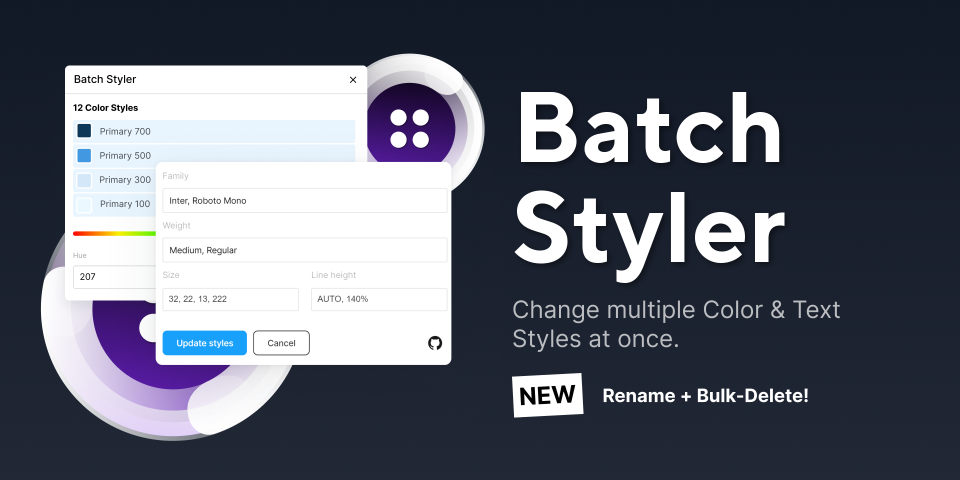 Batch Styler
12 Color Styles
Primary 700
Primary 500
Primary 300
Primary 100
Hue
207
Family
Inter, Roboto Mono
Weight
Medium, Regular
Size
Line height
32, 22, 13, 222
AUTO, 140%
Update styles
Cancel
Batch
Styler
Change multiple Color & Text
Styles at once.
NEW
Rename + Bulk-Delete!